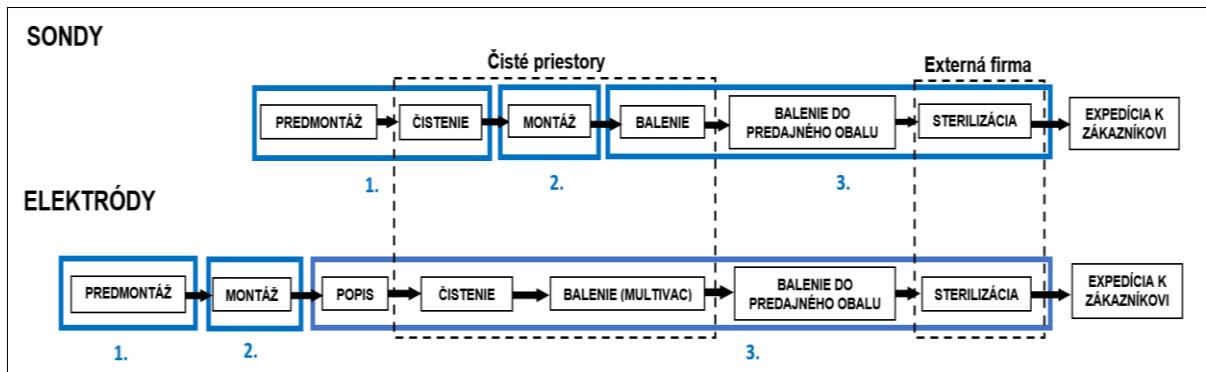 SONDY
Čisté priestory
Externá firma
PREDMONTÁŽ
ČISTENIE
MONTÁŽ
BALENIE
BALENIE DO
PREDAJNÉHO OBALU
STERILIZÁCIA
EXPEDÍCIA K
ZÁKAZNÍKOVI
1.
2.
3.
ELEKTRÓDY
PREDMONTÁŽ
MONTÁŽ
POPIS
ČISTENIE
BALENIE (MULTIVAC)
BALENIE DO
PREDAJNÉHO OBALU
STERILIZÁCIA
EXPEDÍCIA K
ZÁKAZNÍKOVI
1.
2.
3.